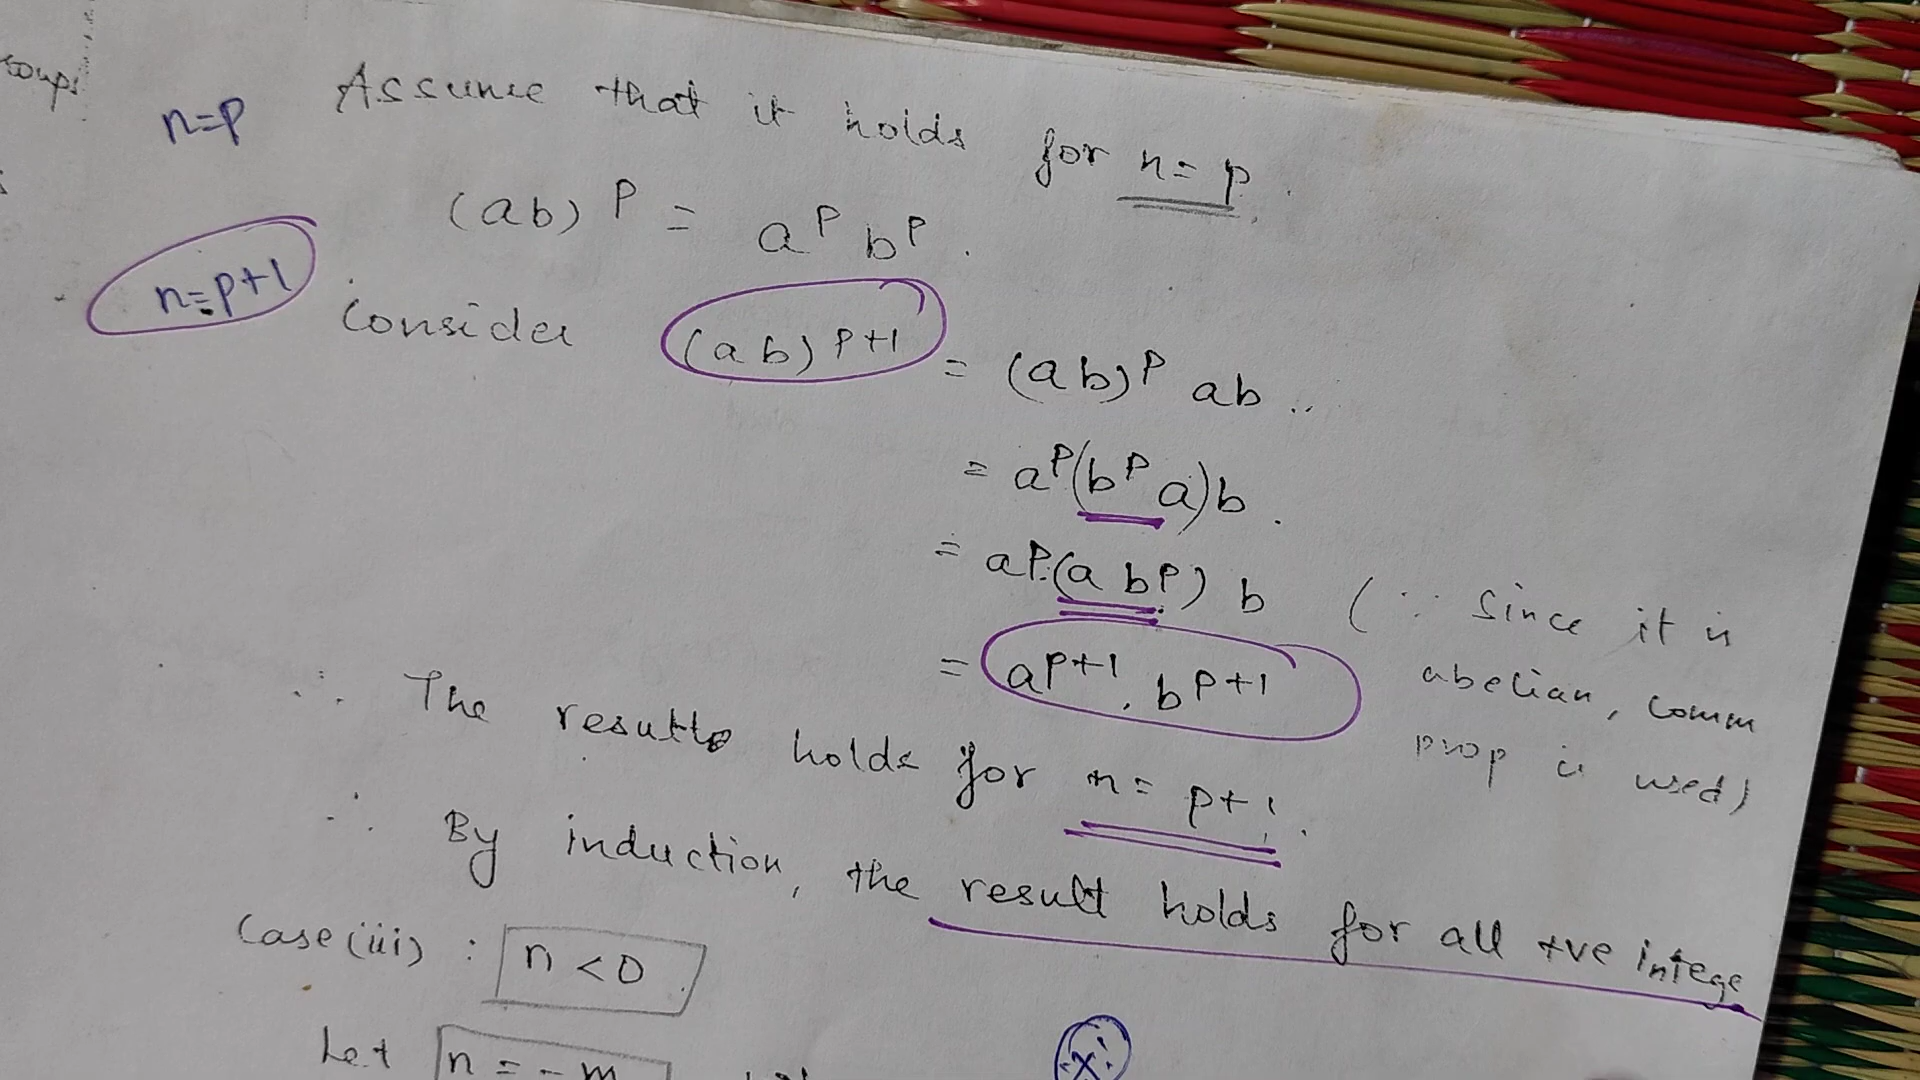 n=p Assume that it holds for n=p.
(ab)^p = a^p b^p.
n=p+1 Consider (ab)^{p+1} = (ab)^p ab..
= a^p(b^p a)b.
= a^p.(a b^p) b (∵ Since it is
= a^{p+1}. b^{p+1} abelian, comm
prop is used)
∴ The result holds for n= p+1.
∴ By induction, the result holds for all +ve intege
Case (iii) : n<0
Let n = -m